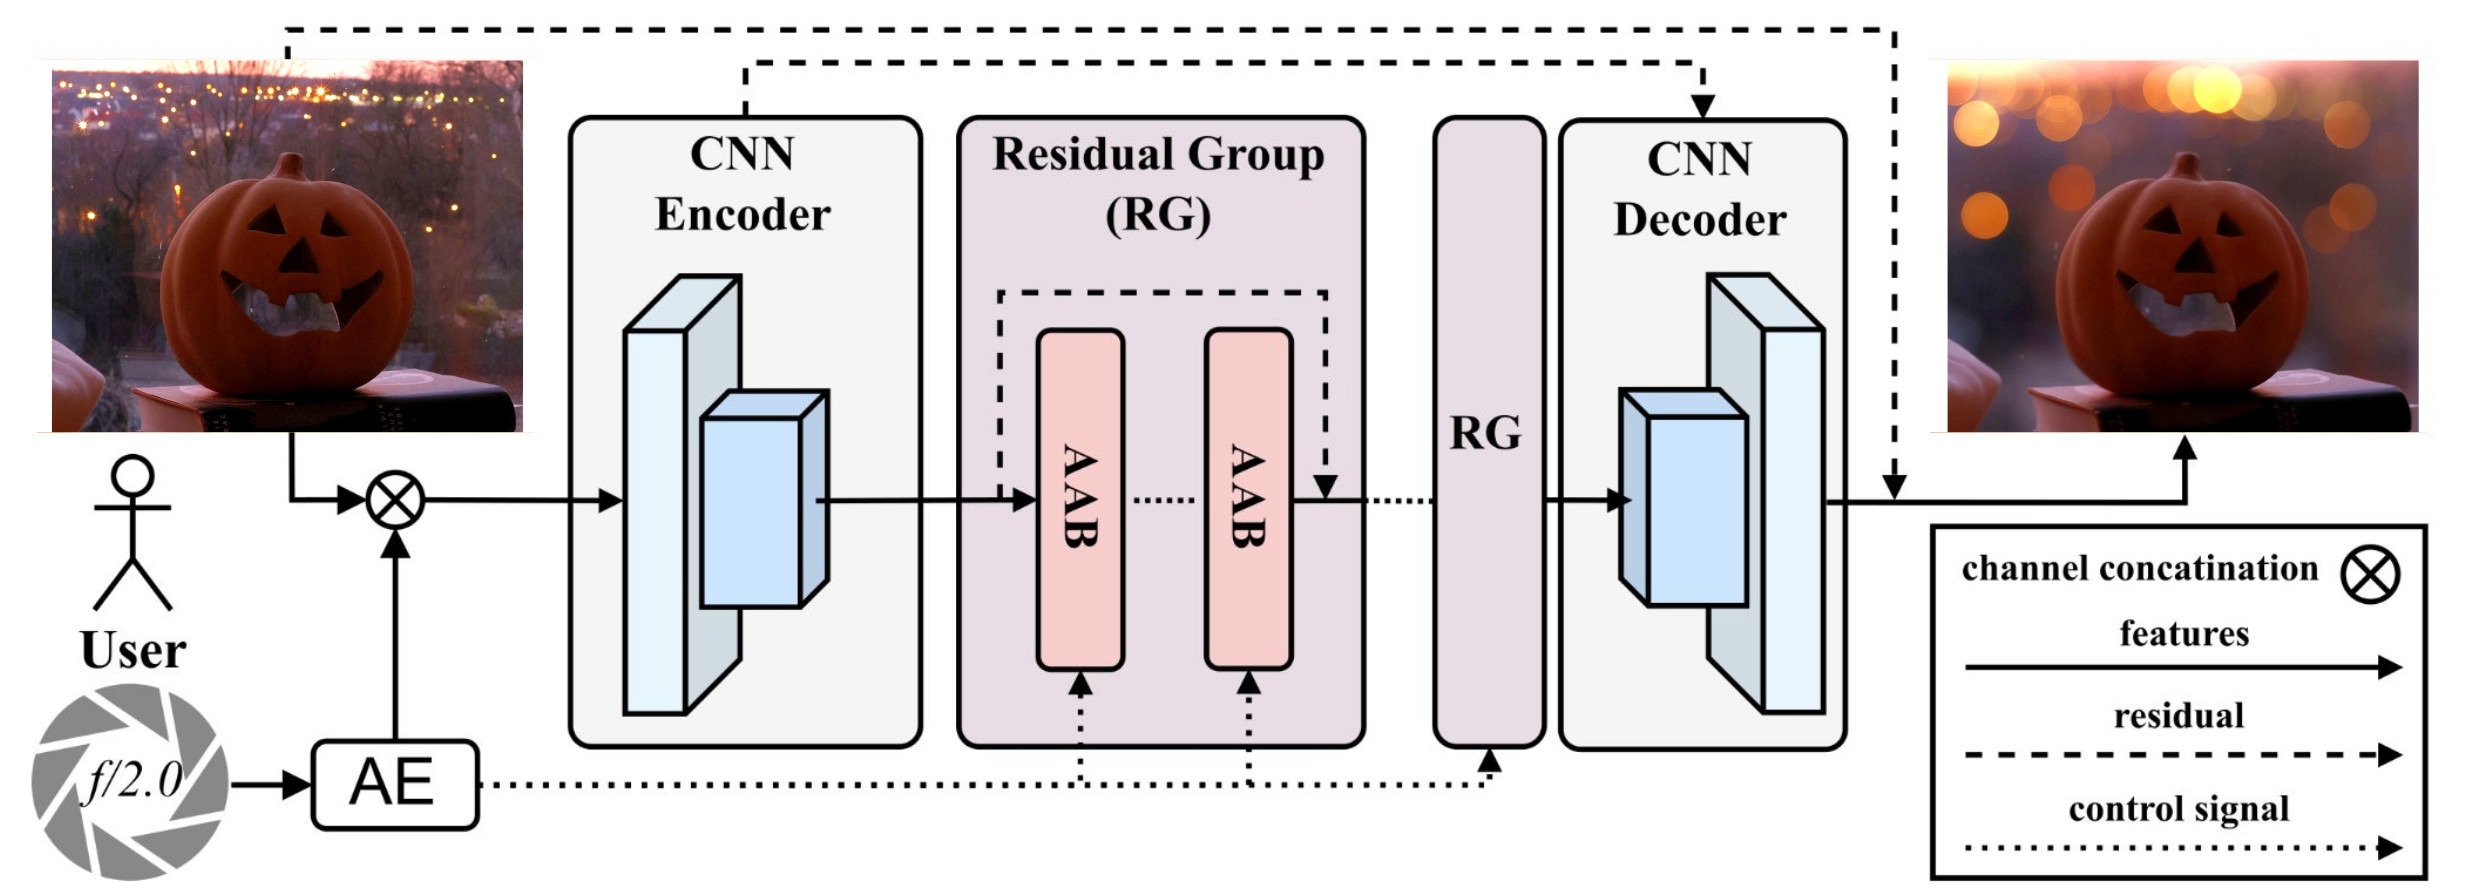 CNN
Encoder
Residual Group
(RG)
AAB
AAB
RG
CNN
Decoder
User
f/2.0
AE
channel concatination
features
residual
control signal